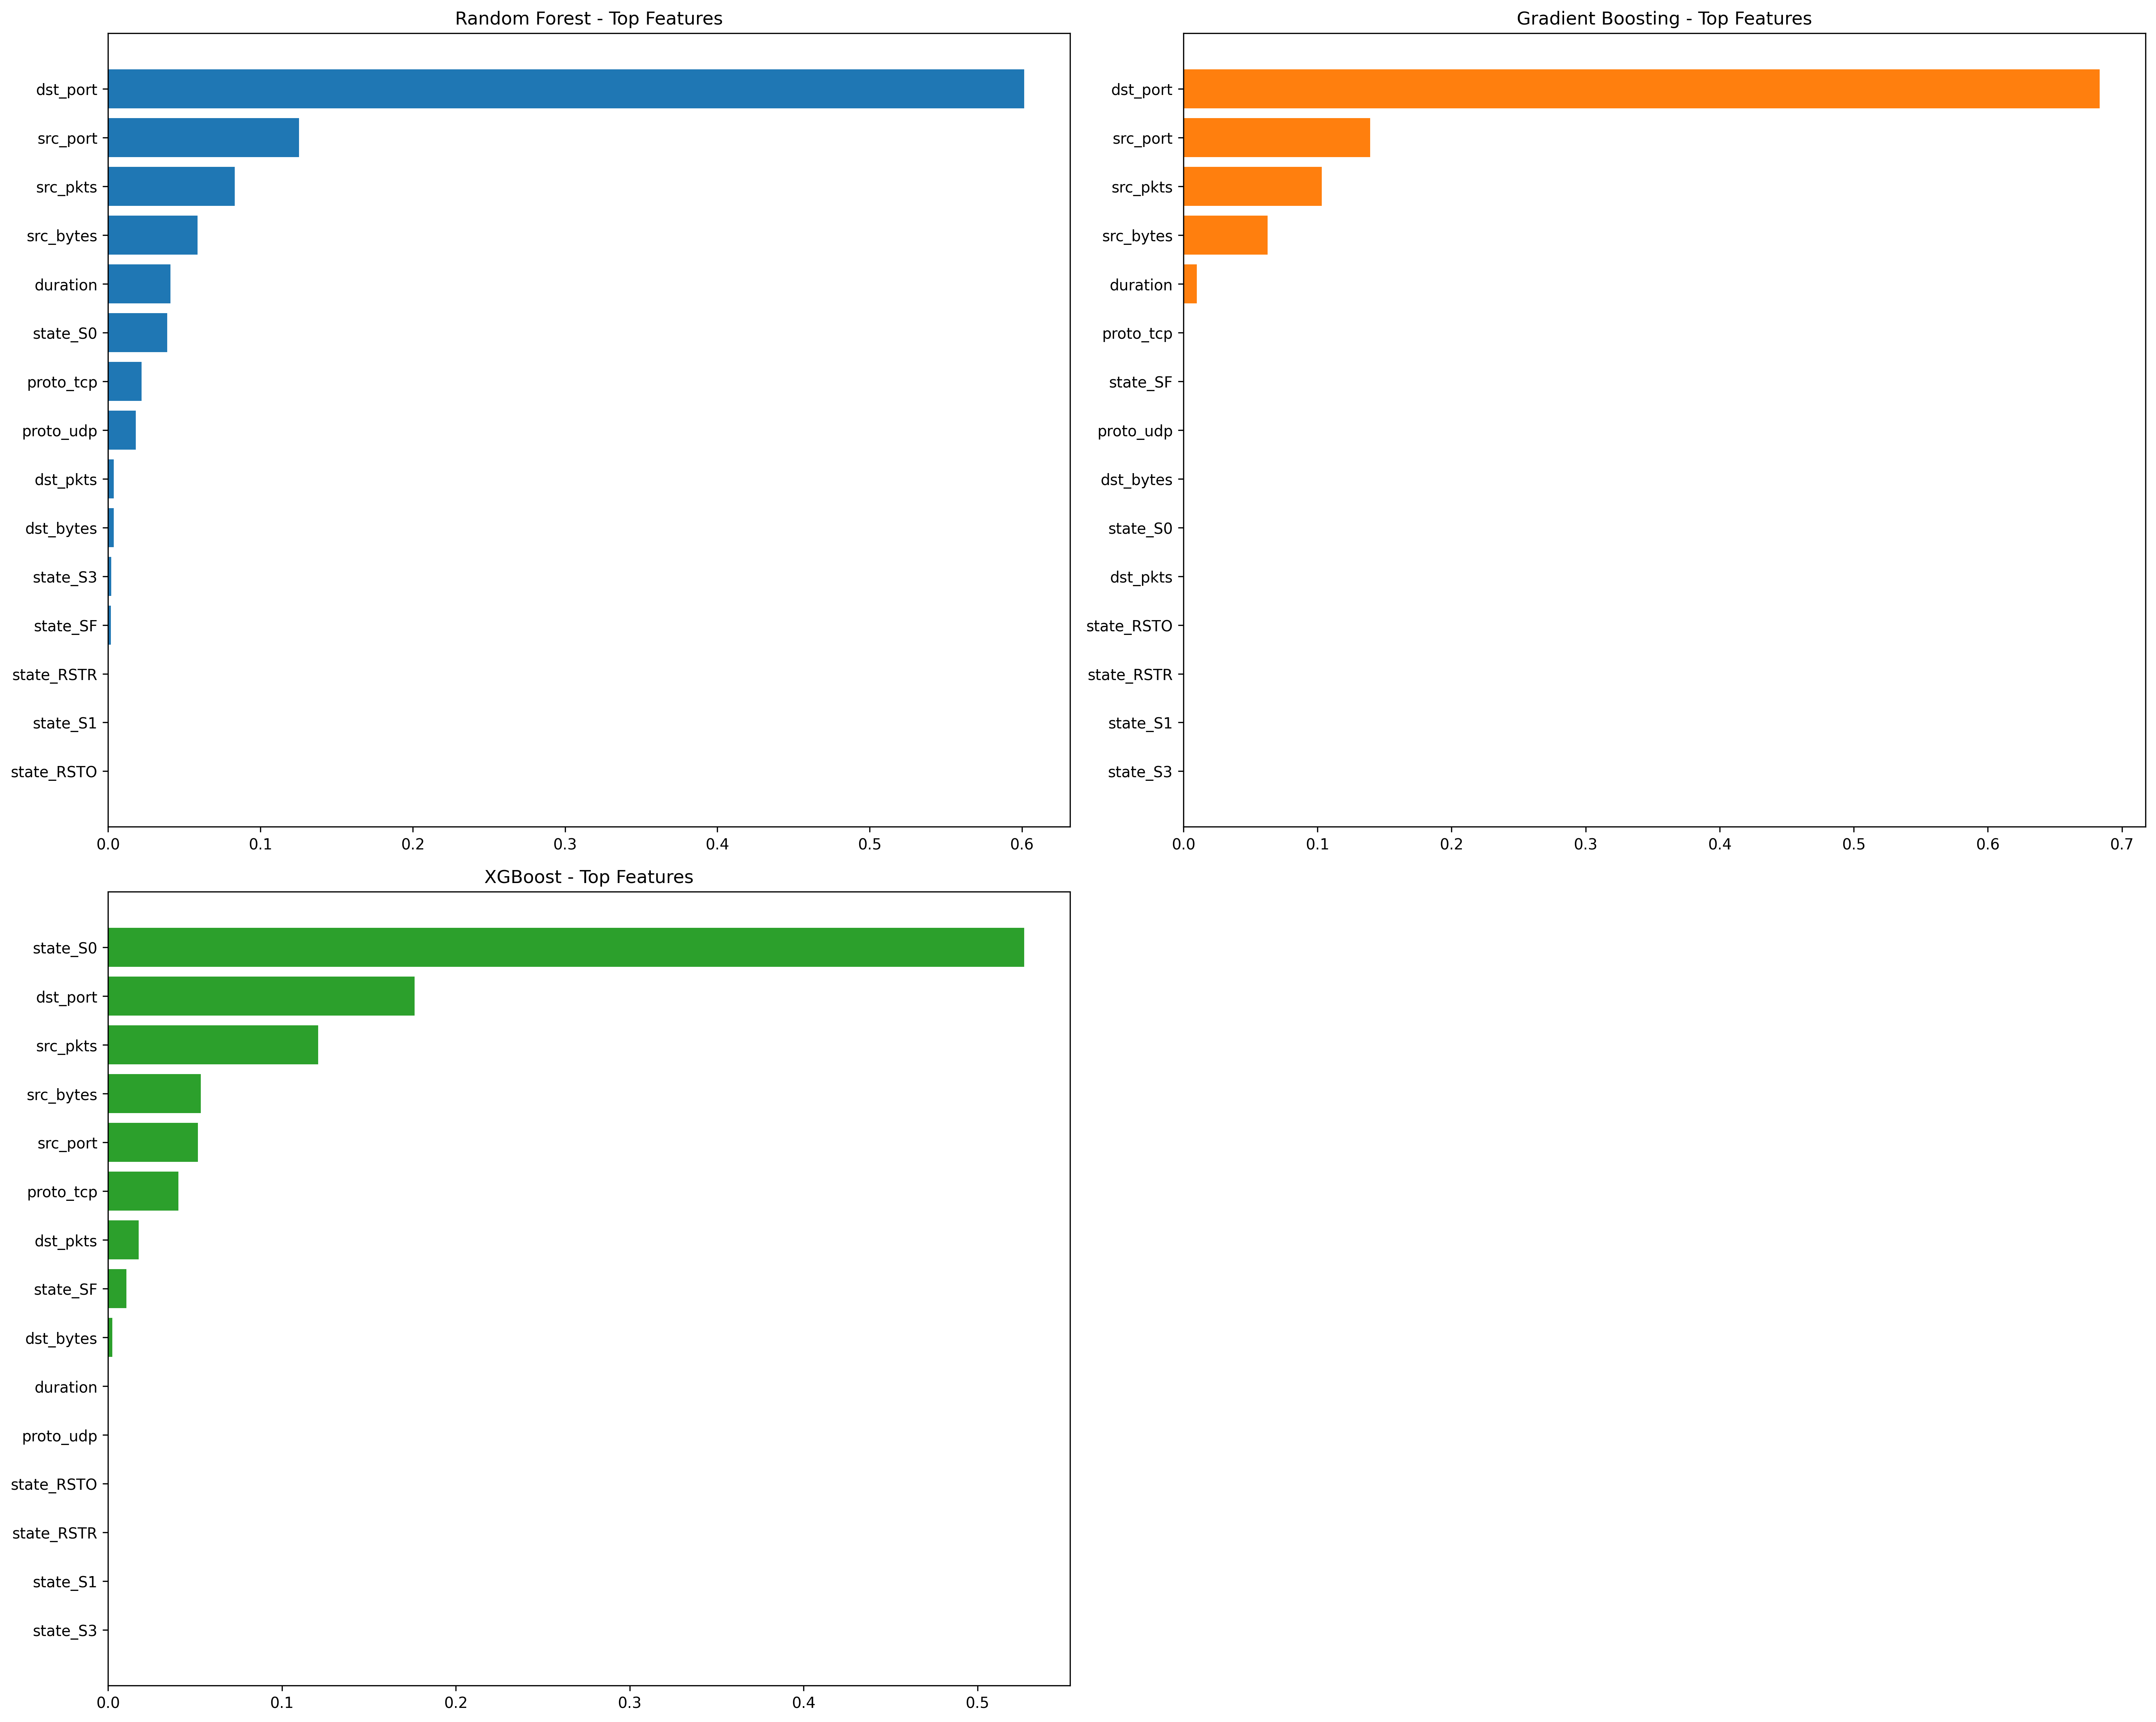 Random Forest - Top Features
dst_port
src_port
src_pkts
src_bytes
duration
state_S0
proto_tcp
proto_udp
dst_pkts
dst_bytes
state_S3
state_SF
state_RSTR
state_S1
state_RSTO
0.0 0.1 0.2 0.3 0.4 0.5 0.6
Gradient Boosting - Top Features
dst_port
src_port
src_pkts
src_bytes
duration
proto_tcp
state_SF
proto_udp
dst_bytes
state_S0
dst_pkts
state_RSTO
state_RSTR
state_S1
state_S3
0.0 0.1 0.2 0.3 0.4 0.5 0.6 0.7
XGBoost - Top Features
state_S0
dst_port
src_pkts
src_bytes
src_port
proto_tcp
dst_pkts
state_SF
dst_bytes
duration
proto_udp
state_RSTO
state_RSTR
state_S1
state_S3
0.0 0.1 0.2 0.3 0.4 0.5